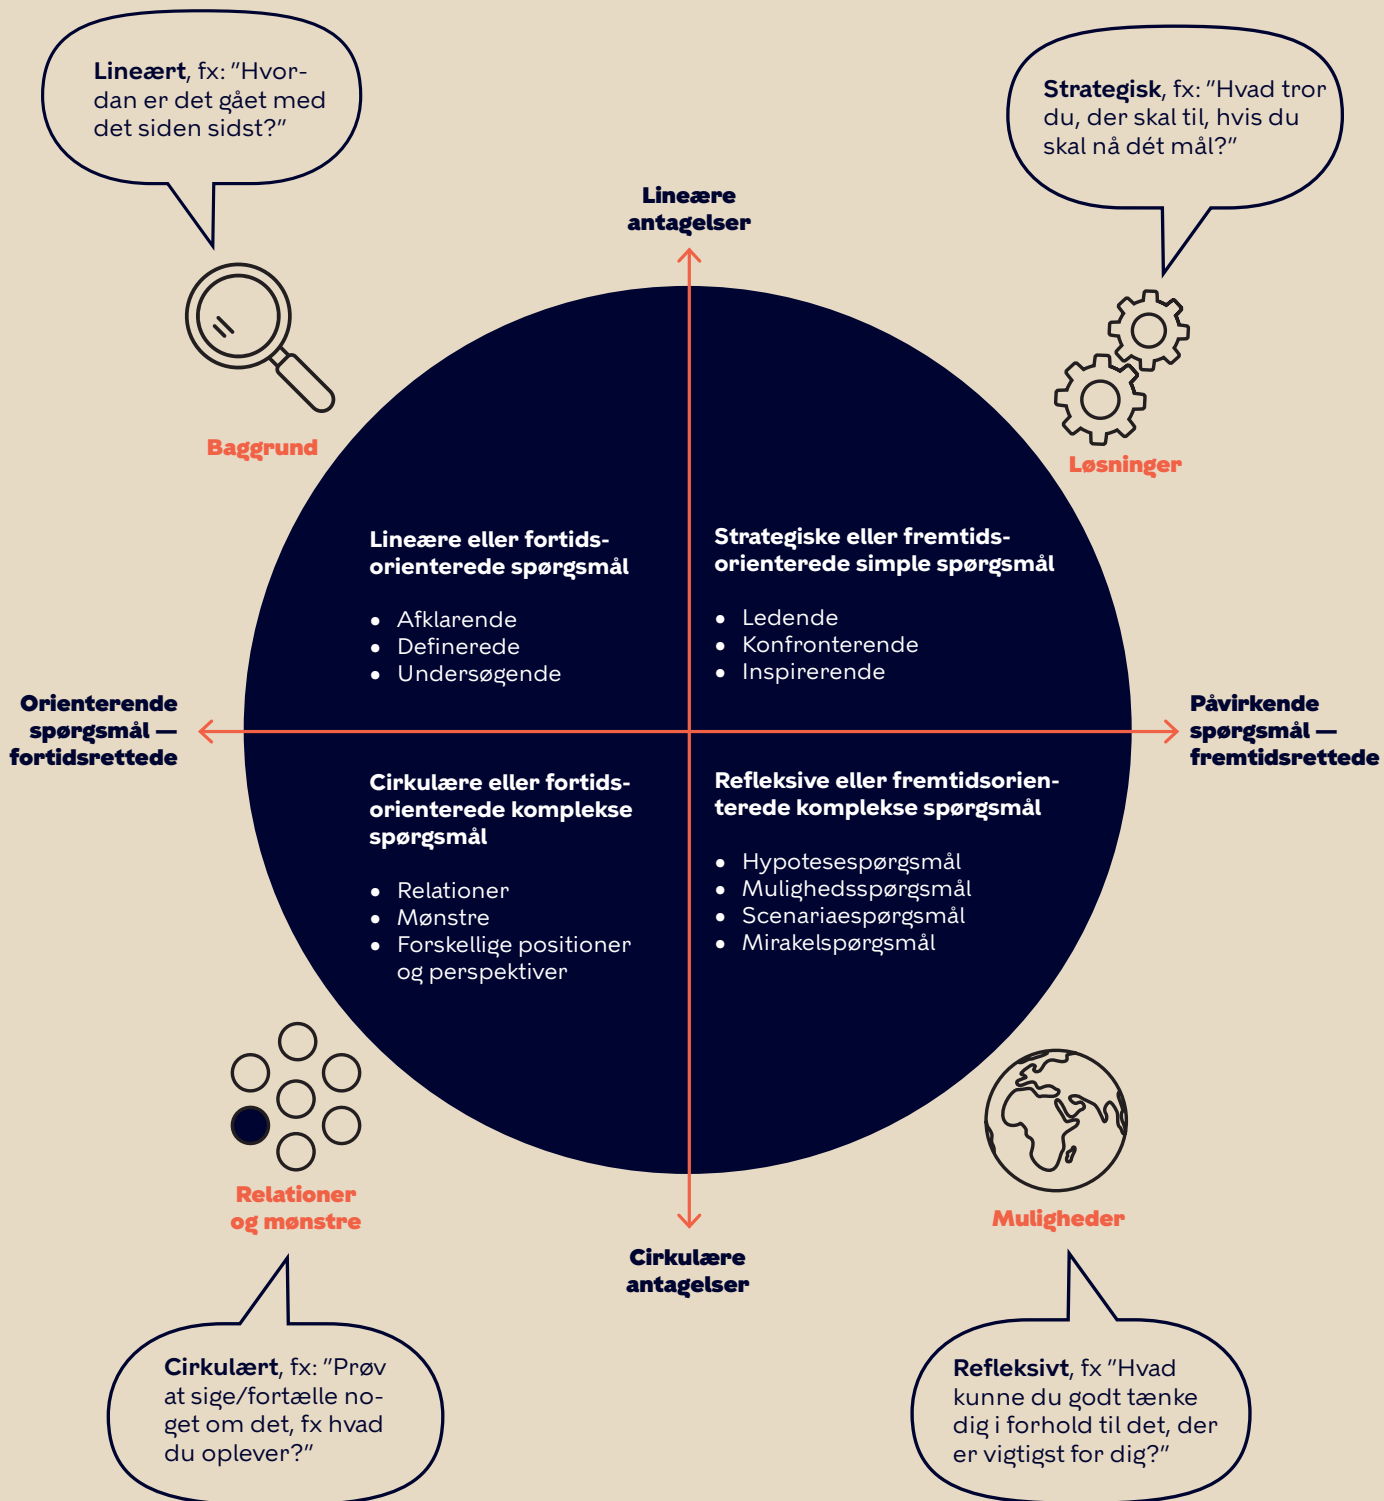 Lineært, fx: ”Hvor-
dan er det gået med
det siden sidst?”
Strategisk, fx: ”Hvad tror
du, der skal til, hvis du
skal nå dét mål?”
Lineære
antagelser
Baggrund
Løsninger
Lineære eller fortids-
orienterede spørgsmål
• Afklarende
• Definerede
• Undersøgende
Strategiske eller fremtids-
orienterede simple spørgsmål
• Ledende
• Konfronterende
• Inspirerende
Orienterende
spørgsmål —
fortidsrettede
Påvirkende
spørgsmål —
fremtidsrettede
Cirkulære eller fortids-
orienterede komplekse
spørgsmål
• Relationer
• Mønstre
• Forskellige positioner
og perspektiver
Refleksive eller fremtidsorien-
terede komplekse spørgsmål
• Hypotesespørgsmål
• Mulighedsspørgsmål
• Scenariaespørgsmål
• Mirakelspørgsmål
Relationer
og mønstre
Muligheder
Cirkulære
antagelser
Cirkulært, fx: ”Prøv
at sige/fortælle no-
get om det, fx hvad
du oplever?”
Refleksivt, fx ”Hvad
kunne du godt tænke
dig i forhold til det, der
er vigtigst for dig?”